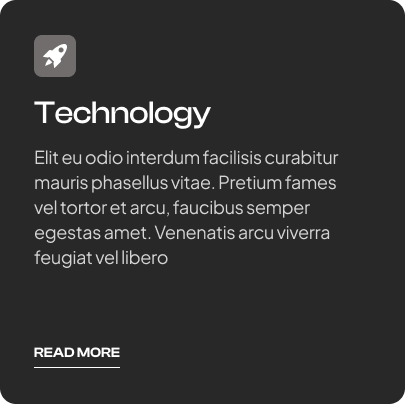 Technology
Elit eu odio interdum facilisis curabitur
mauris phasellus vitae. Pretium fames
vel tortor et arcu, faucibus semper
egestas amet. Venenatis arcu viverra
feugiat vel libero
READ MORE